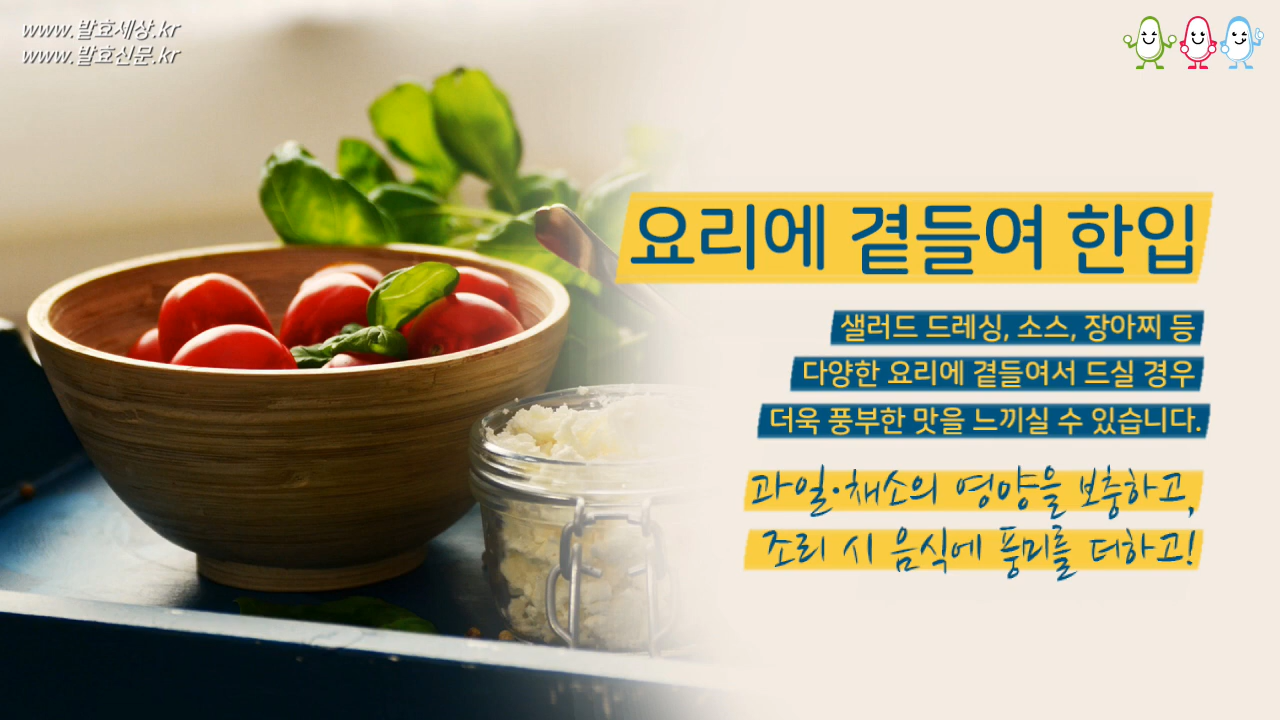 www.발효세상.kr
www.발효신문.kr
요리에 곁들여 한입
샐러드 드레싱, 소스, 장아찌 등
다양한 요리에 곁들여서 드실 경우
더욱 풍부한 맛을 느끼실 수 있습니다.
과일·채소의 영양을 보충하고,
조리 시 음식에 풍미를 더하고!